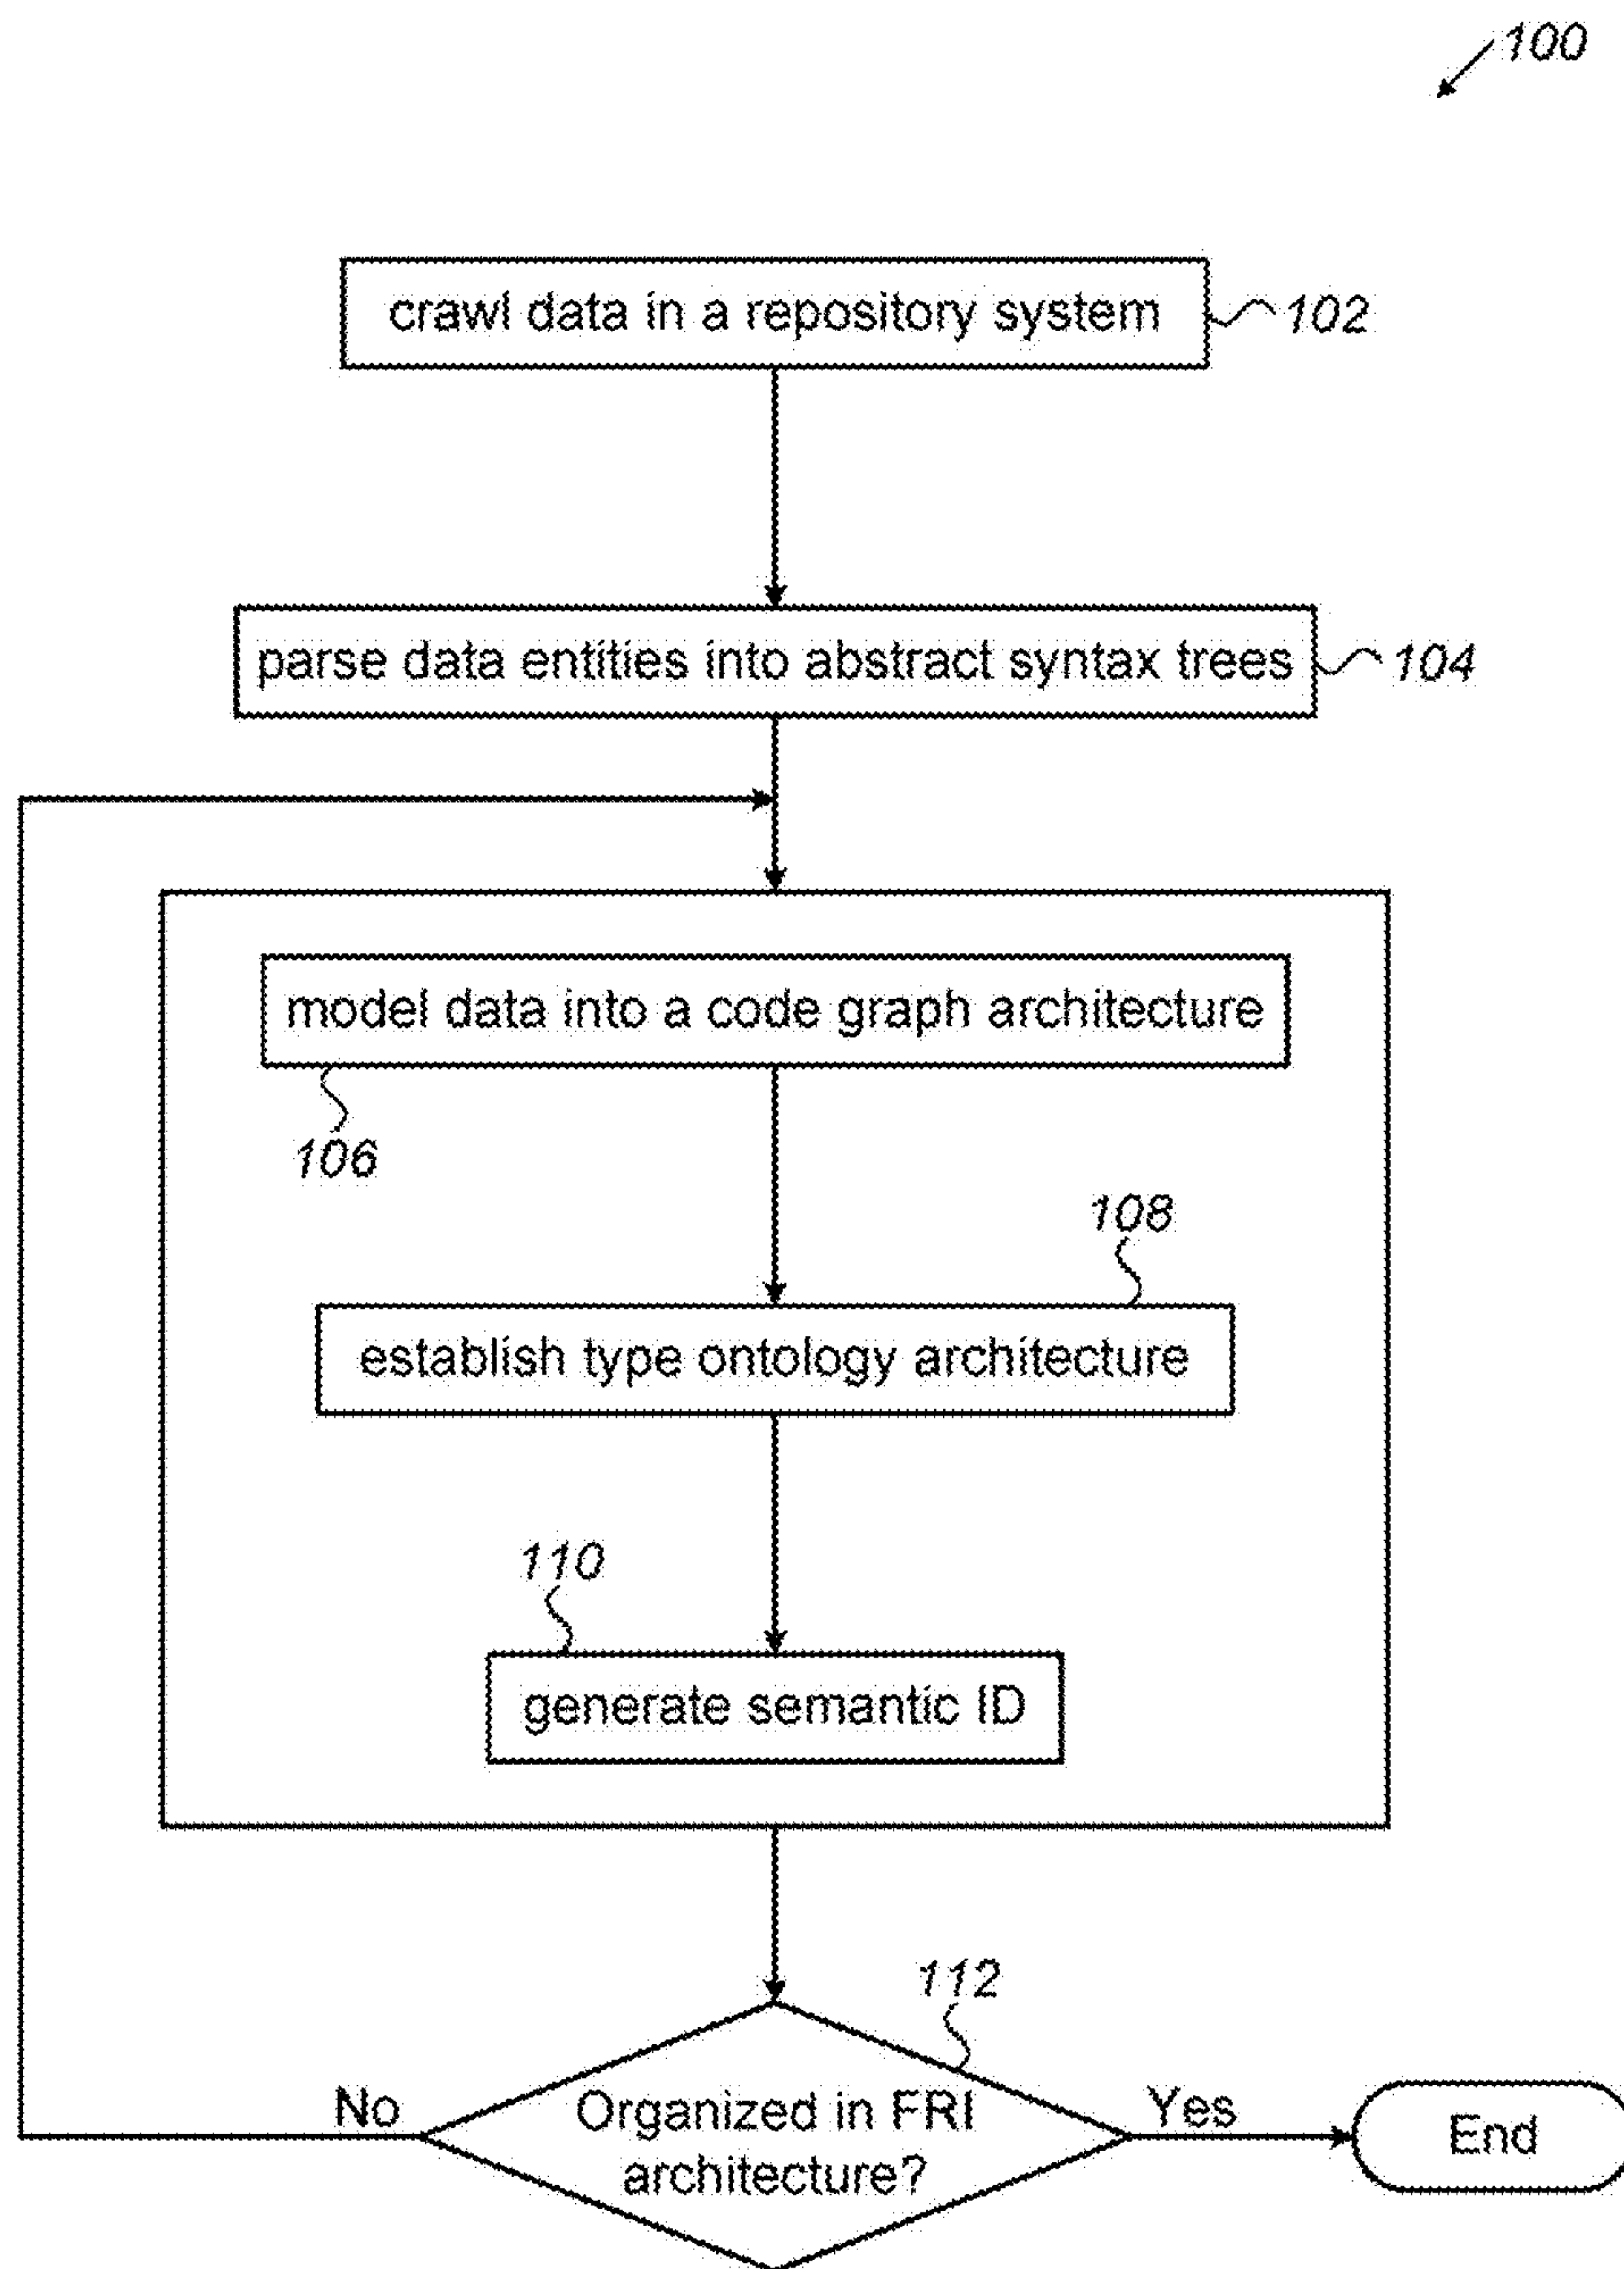 100
crawl data in a repository system
102
parse data entities into abstract syntax trees
104
model data into a code graph architecture
106
108
establish type ontology architecture
110
generate semantic ID
112
No
Organized in FRI
architecture?
Yes
End